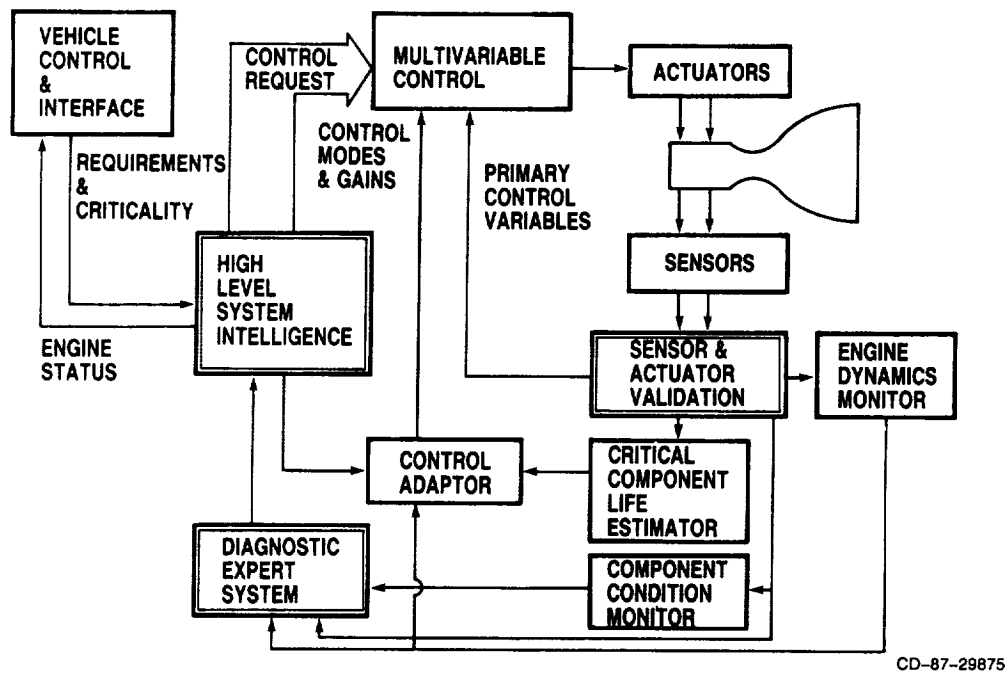 VEHICLE
CONTROL
&
INTERFACE
CONTROL
REQUEST
MULTIVARIABLE
CONTROL
ACTUATORS
REQUIREMENTS
&
CRITICALITY
CONTROL
MODES
& GAINS
PRIMARY
CONTROL
VARIABLES
HIGH
LEVEL
SYSTEM
INTELLIGENCE
SENSORS
ENGINE
STATUS
SENSOR &
ACTUATOR
VALIDATION
ENGINE
DYNAMICS
MONITOR
CONTROL
ADAPTOR
CRITICAL
COMPONENT
LIFE
ESTIMATOR
DIAGNOSTIC
EXPERT
SYSTEM
COMPONENT
CONDITION
MONITOR
CD-87-29875